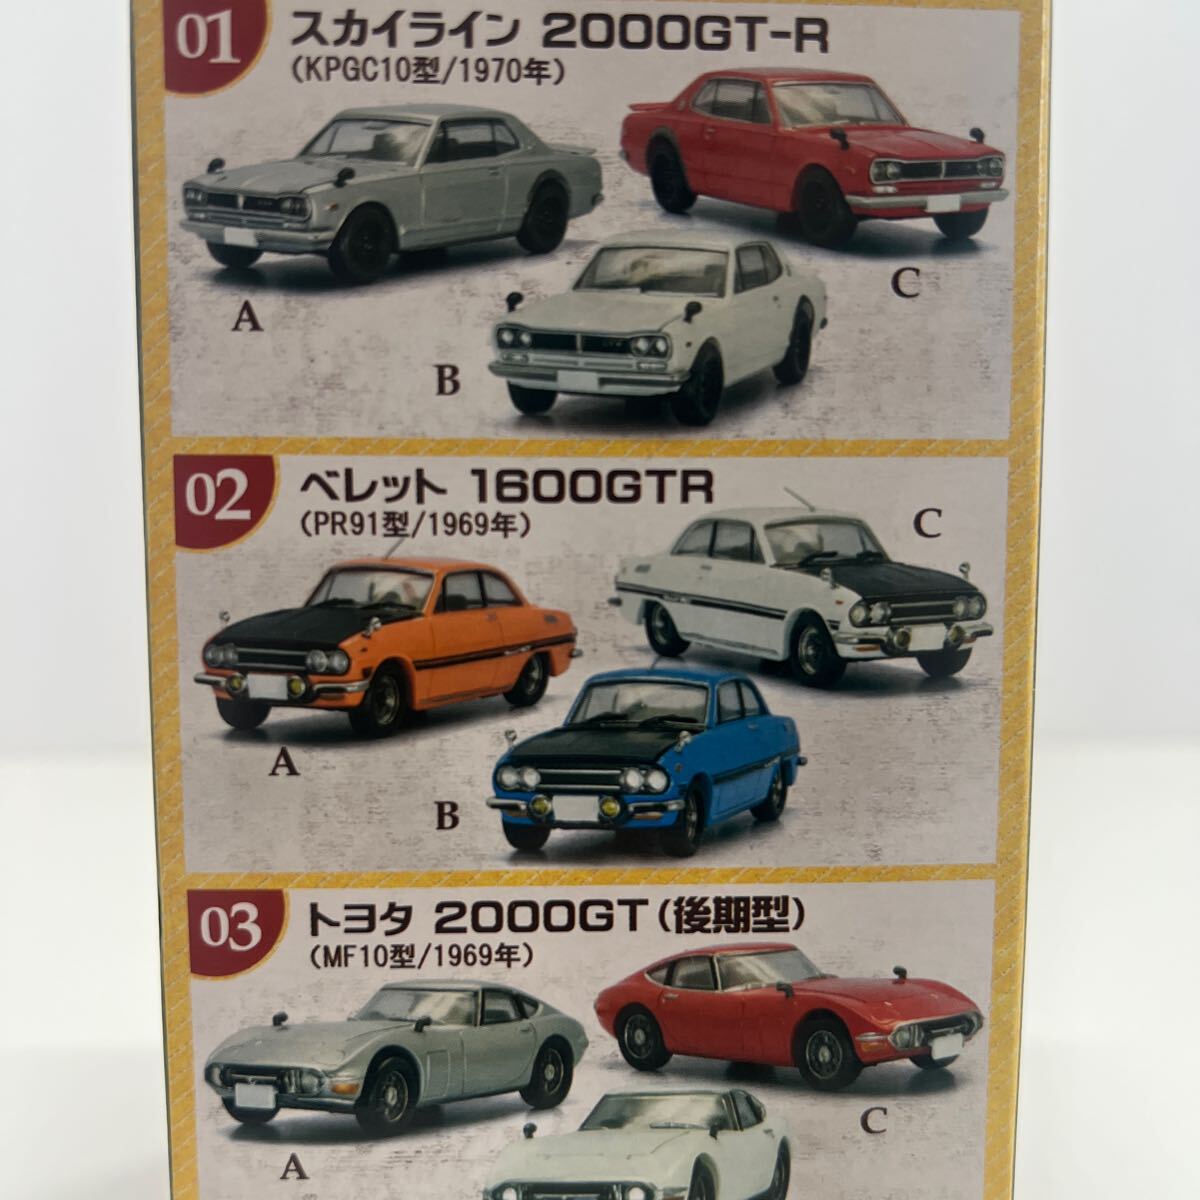 01
スカイライン 2000GT-R
(KPGC10型/1970年)
A
B
C
02
ベレット 1600GTR
(PR91型/1969年)
A
B
C
03
トヨタ 2000GT(後期型)
(MF10型/1969年)
A
C